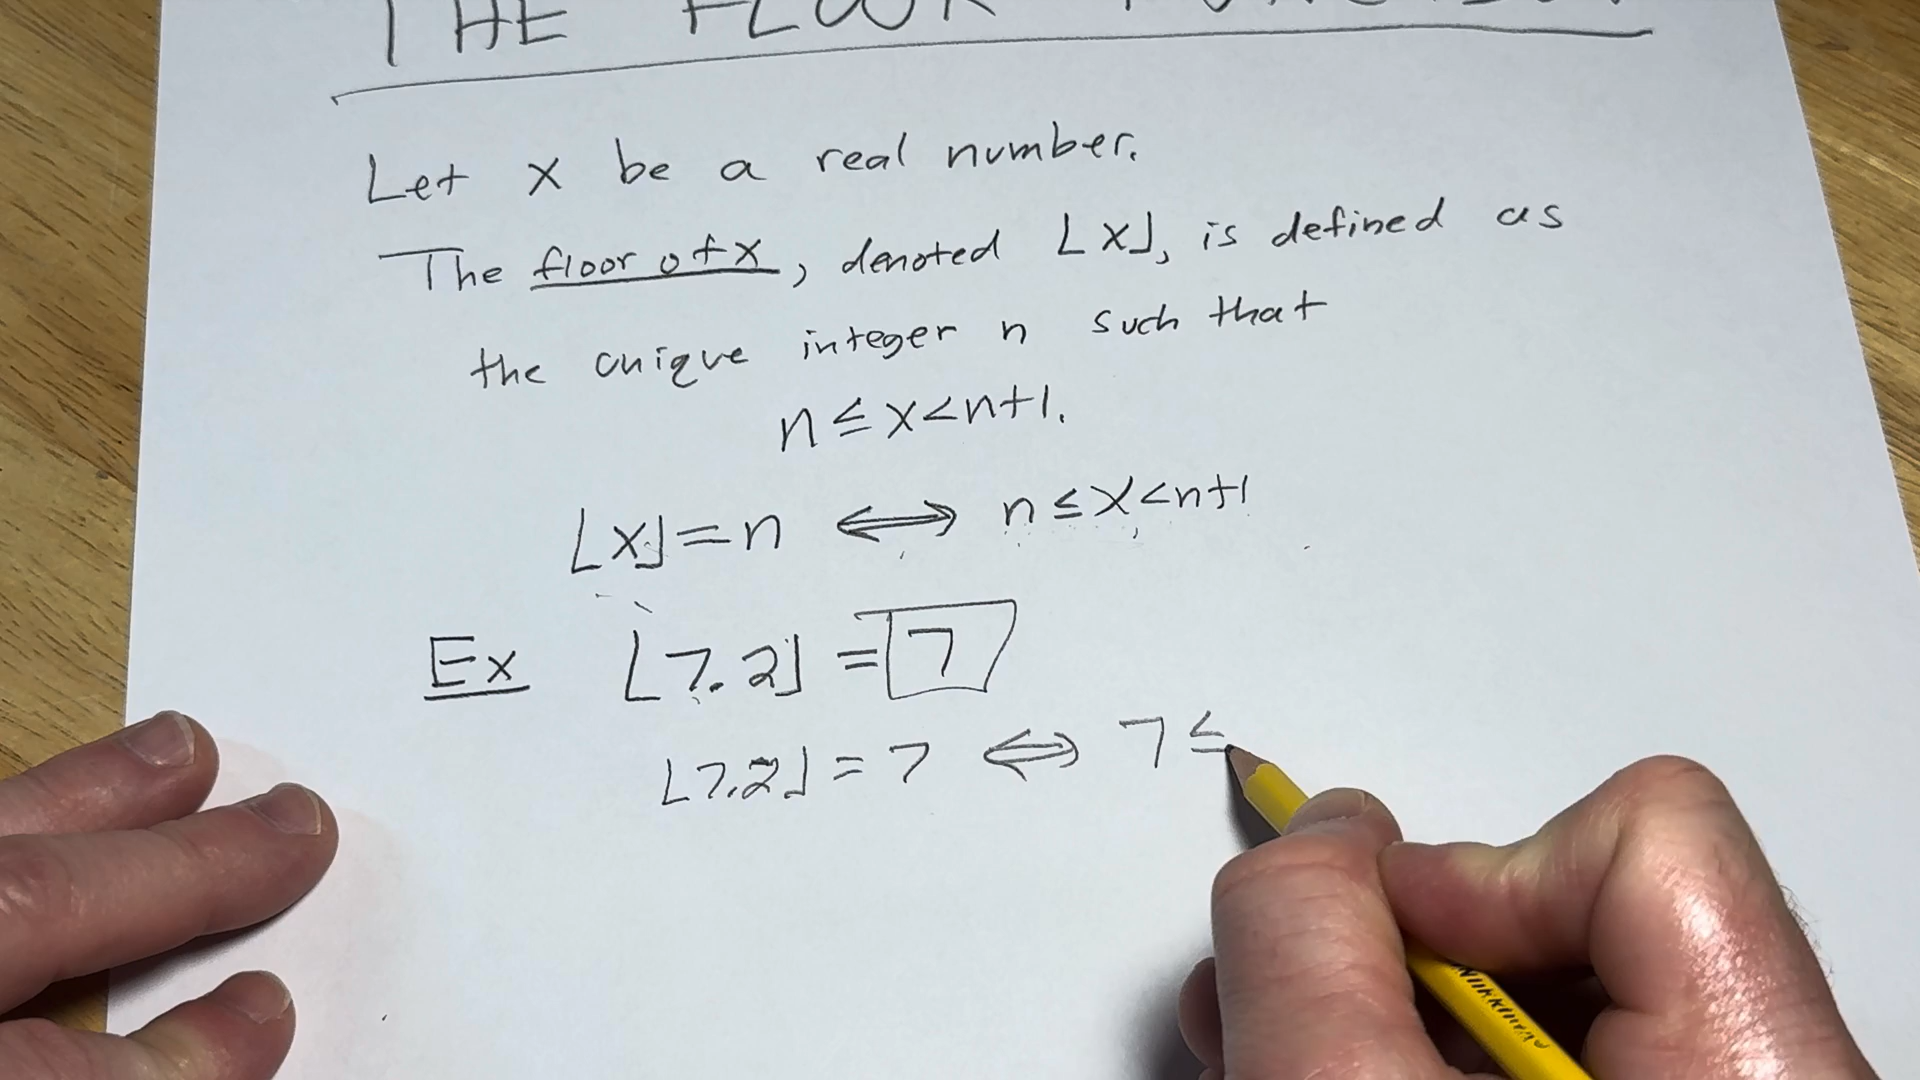 THE FLOOR FUNCTION
Let x be a real number.
The floor of x, denoted ⌊x⌋, is defined as
the unique integer n such that
n ≤ x < n+1.
⌊x⌋ = n ⟺ n ≤ x < n+1
Ex ⌊7.2⌋ = 7
⌊7.2⌋ = 7 ⟺ 7 ≤